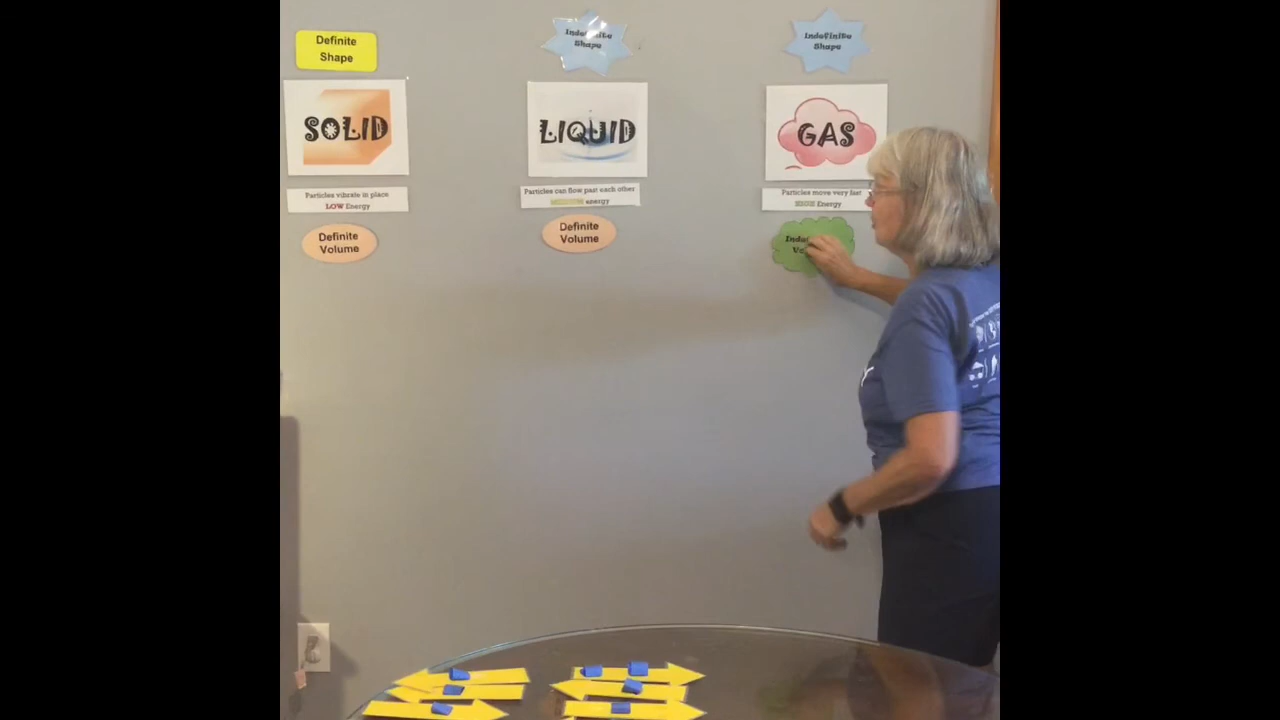 Definite
Shape
SOLID
Particles vibrate in place
LOW Energy
Definite
Volume
Indefinite
Shape
LIQUID
Particles can flow past each other
energy
Definite
Volume
Indefinite
Shape
GAS
Particles move very fast
HIGH Energy